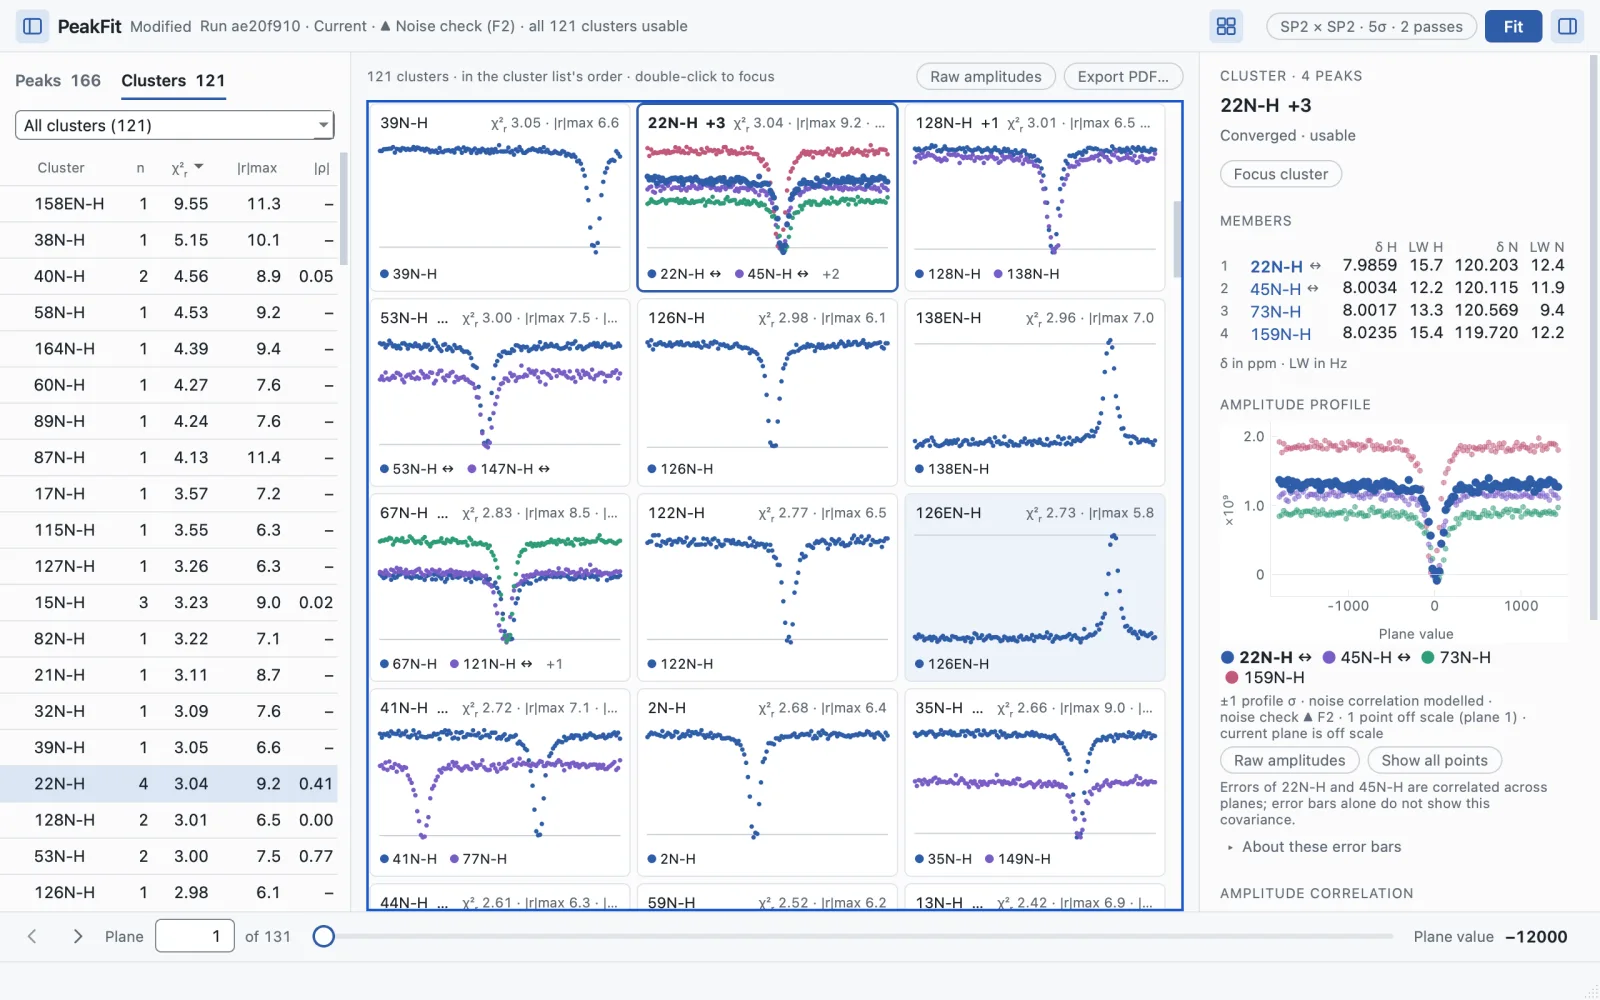 PeakFit Modified Run ae20f910 · Current · ▲ Noise check (F2) · all 121 clusters usable
SP2 × SP2 · 5σ · 2 passes
Fit
Peaks 166 Clusters 121
All clusters (121)
Cluster n χ²r |r|max |ρ|
158EN-H 1 9.55 11.3 –
38N-H 1 5.15 10.1 –
40N-H 2 4.56 8.9 0.05
58N-H 1 4.53 9.2 –
164N-H 1 4.39 9.4 –
60N-H 1 4.27 7.6 –
89N-H 1 4.24 7.6 –
87N-H 1 4.13 11.4 –
17N-H 1 3.57 7.2 –
115N-H 1 3.55 6.3 –
127N-H 1 3.26 6.3 –
15N-H 3 3.23 9.0 0.02
82N-H 1 3.22 7.1 –
21N-H 1 3.11 8.7 –
32N-H 1 3.09 7.6 –
39N-H 1 3.05 6.6 –
22N-H 4 3.04 9.2 0.41
128N-H 2 3.01 6.5 0.00
53N-H 2 3.00 7.5 0.77
126N-H 1 2.98 6.1 –
121 clusters · in the cluster list's order · double-click to focus
Raw amplitudes
Export PDF...
39N-H χ²r 3.05 · |r|max 6.6
39N-H
22N-H +3 χ²r 3.04 · |r|max 9.2 · ...
22N-H ↔ 45N-H ↔ +2
128N-H +1 χ²r 3.01 · |r|max 6.5 ...
128N-H 138N-H
53N-H ... χ²r 3.00 · |r|max 7.5 · |...
53N-H ↔ 147N-H ↔
126N-H χ²r 2.98 · |r|max 6.1
126N-H
138EN-H χ²r 2.96 · |r|max 7.0
138EN-H
67N-H ... χ²r 2.83 · |r|max 8.5 · |...
67N-H 121N-H ↔ +1
122N-H χ²r 2.77 · |r|max 6.5
122N-H
126EN-H χ²r 2.73 · |r|max 5.8
126EN-H
41N-H ... χ²r 2.72 · |r|max 7.1 · |...
41N-H 77N-H
2N-H χ²r 2.68 · |r|max 6.4
2N-H
35N-H ... χ²r 2.66 · |r|max 9.0 · |...
35N-H 149N-H
44N-H ... χ²r 2.61 · |r|max 6.3 · |...
59N-H χ²r 2.52 · |r|max 6.2
13N-H ... χ²r 2.42 · |r|max 6.9 · |...
CLUSTER · 4 PEAKS
22N-H +3
Converged · usable
Focus cluster
MEMBERS
δ H LW H δ N LW N
1 22N-H ↔ 7.9859 15.7 120.203 12.4
2 45N-H ↔ 8.0034 12.2 120.115 11.9
3 73N-H 8.0017 13.3 120.569 9.4
4 159N-H 8.0235 15.4 119.720 12.2
δ in ppm · LW in Hz
AMPLITUDE PROFILE
×10⁹
2.0
1.0
0
-1000 0 1000
Plane value
22N-H ↔ 45N-H ↔ 73N-H
159N-H
±1 profile σ · noise correlation modelled ·
noise check ▲ F2 · 1 point off scale (plane 1) ·
current plane is off scale
Raw amplitudes
Show all points
Errors of 22N-H and 45N-H are correlated across
planes; error bars alone do not show this
covariance.
▸ About these error bars
AMPLITUDE CORRELATION
Plane 1 of 131
Plane value −12000